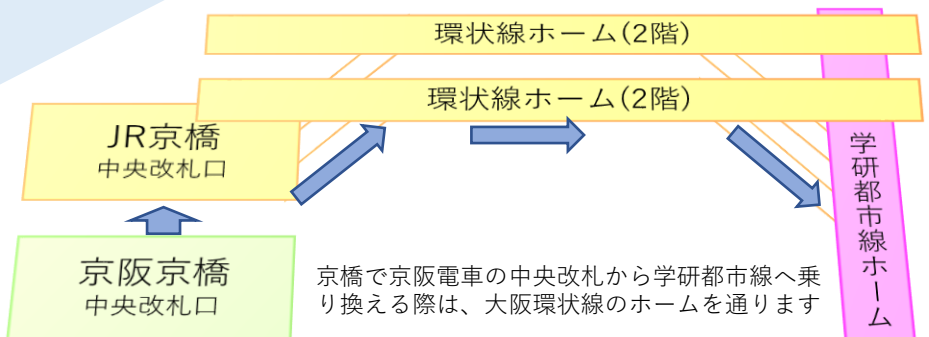 環状線ホーム(2階)
環状線ホーム(2階)
JR京橋
中央改札口
学研都市線ホーム
京阪京橋
中央改札口
京橋で京阪電車の中央改札から学研都市線へ乗
り換える際は、大阪環状線のホームを通ります